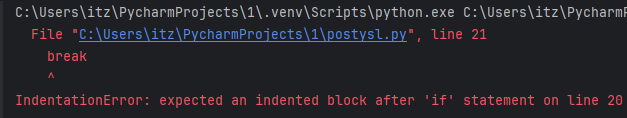 C:\Users\itz\PycharmProjects\1\.venv\Scripts\python.exe C:\Users\itz\PycharmP
File "C:\Users\itz\PycharmProjects\1\postysl.py", line 21
break
^
IndentationError: expected an indented block after 'if' statement on line 20